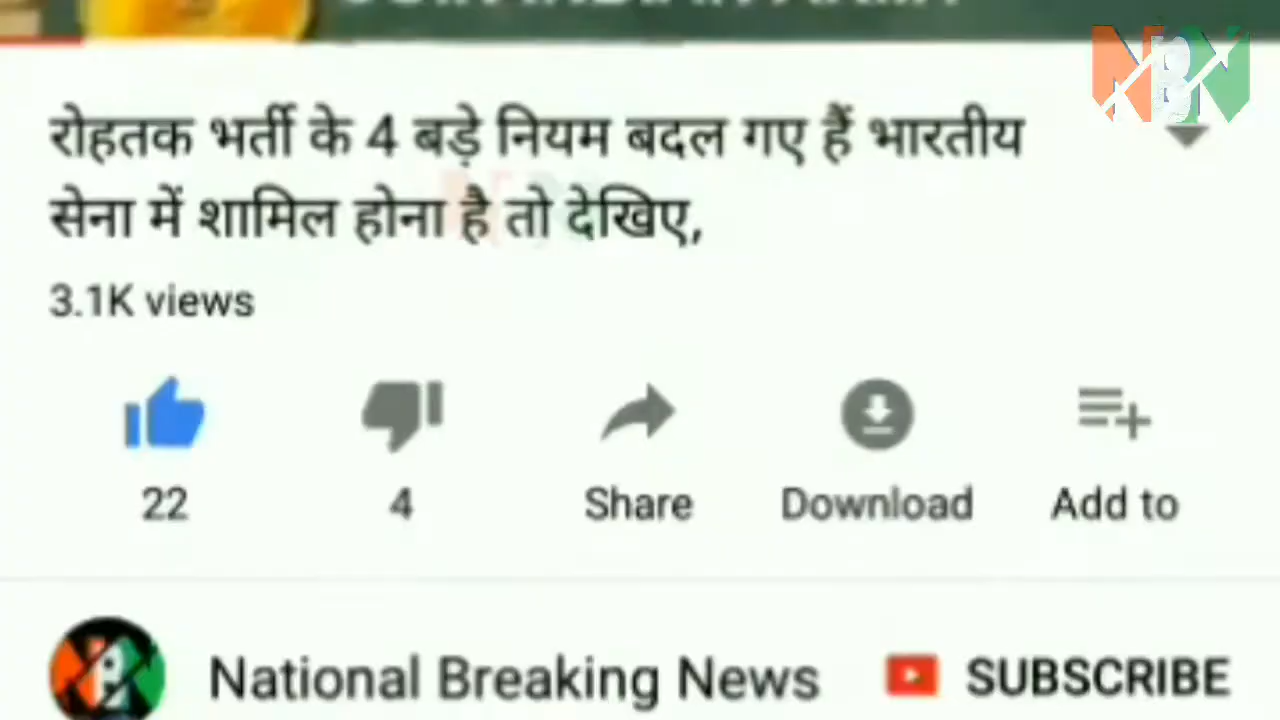 रोहतक भर्ती के 4 बड़े नियम बदल गए हैं भारतीय
सेना में शामिल होना है तो देखिए,
3.1K views
22
4
Share
Download
Add to
National Breaking News
SUBSCRIBE
NBN